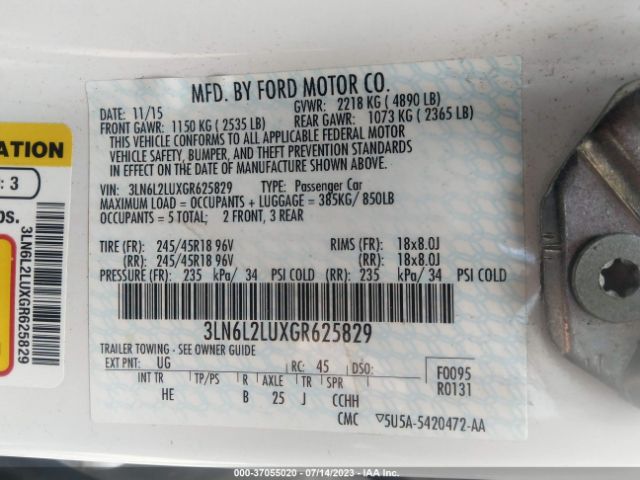 MFD. BY FORD MOTOR CO.
DATE: 11/15 GVWR: 2218 KG ( 4890 LB)
FRONT GAWR: 1150 KG ( 2535 LB) REAR GAWR: 1073 KG ( 2365 LB)
THIS VEHICLE CONFORMS TO ALL APPLICABLE FEDERAL MOTOR
VEHICLE SAFETY, BUMPER, AND THEFT PREVENTION STANDARDS
IN EFFECT ON THE DATE OF MANUFACTURE SHOWN ABOVE.
VIN: 3LN6L2LUXGR625829 TYPE: Passenger Car
MAXIMUM LOAD = OCCUPANTS + LUGGAGE = 385KG/ 850LB
OCCUPANTS = 5 TOTAL; 2 FRONT, 3 REAR
TIRE (FR): 245/45R18 96V RIMS (FR): 18x8.0J
(RR): 245/45R18 96V (RR): 18x8.0J
PRESSURE (FR): 235 kPa/ 34 PSI COLD (RR): 235 kPa/ 34 PSI COLD
3LN6L2LUXGR625829
TRAILER TOWING - SEE OWNER GUIDE
EXT PNT: UG RC: 45 DSO: F0095
INT TR TP/PS R AXLE TR SPR R0131
HE B 25 J CCHH
CMC ▽5U5A-5420472-AA
ATION
: 3
OS.
3LN6L2LUXGR625829
000-37055020 - 07/14/2023 - IAA Inc.